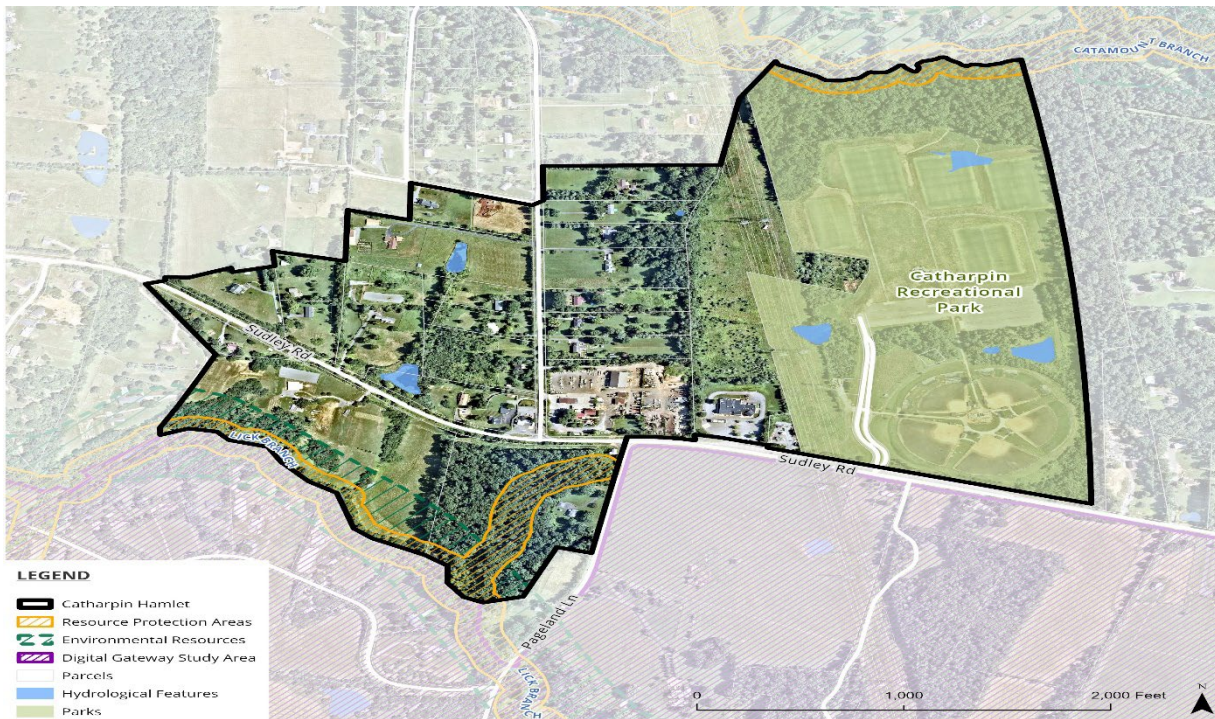 CATAMOUNT BRANCH
Catharpin
Recreational
Park
Sudley Rd
LICK BRANCH
Sudley Rd
Pageland Ln
LICK BRANCH
LEGEND
Catharpin Hamlet
Resource Protection Areas
Environmental Resources
Digital Gateway Study Area
Parcels
Hydrological Features
Parks
0 1,000 2,000 Feet
N